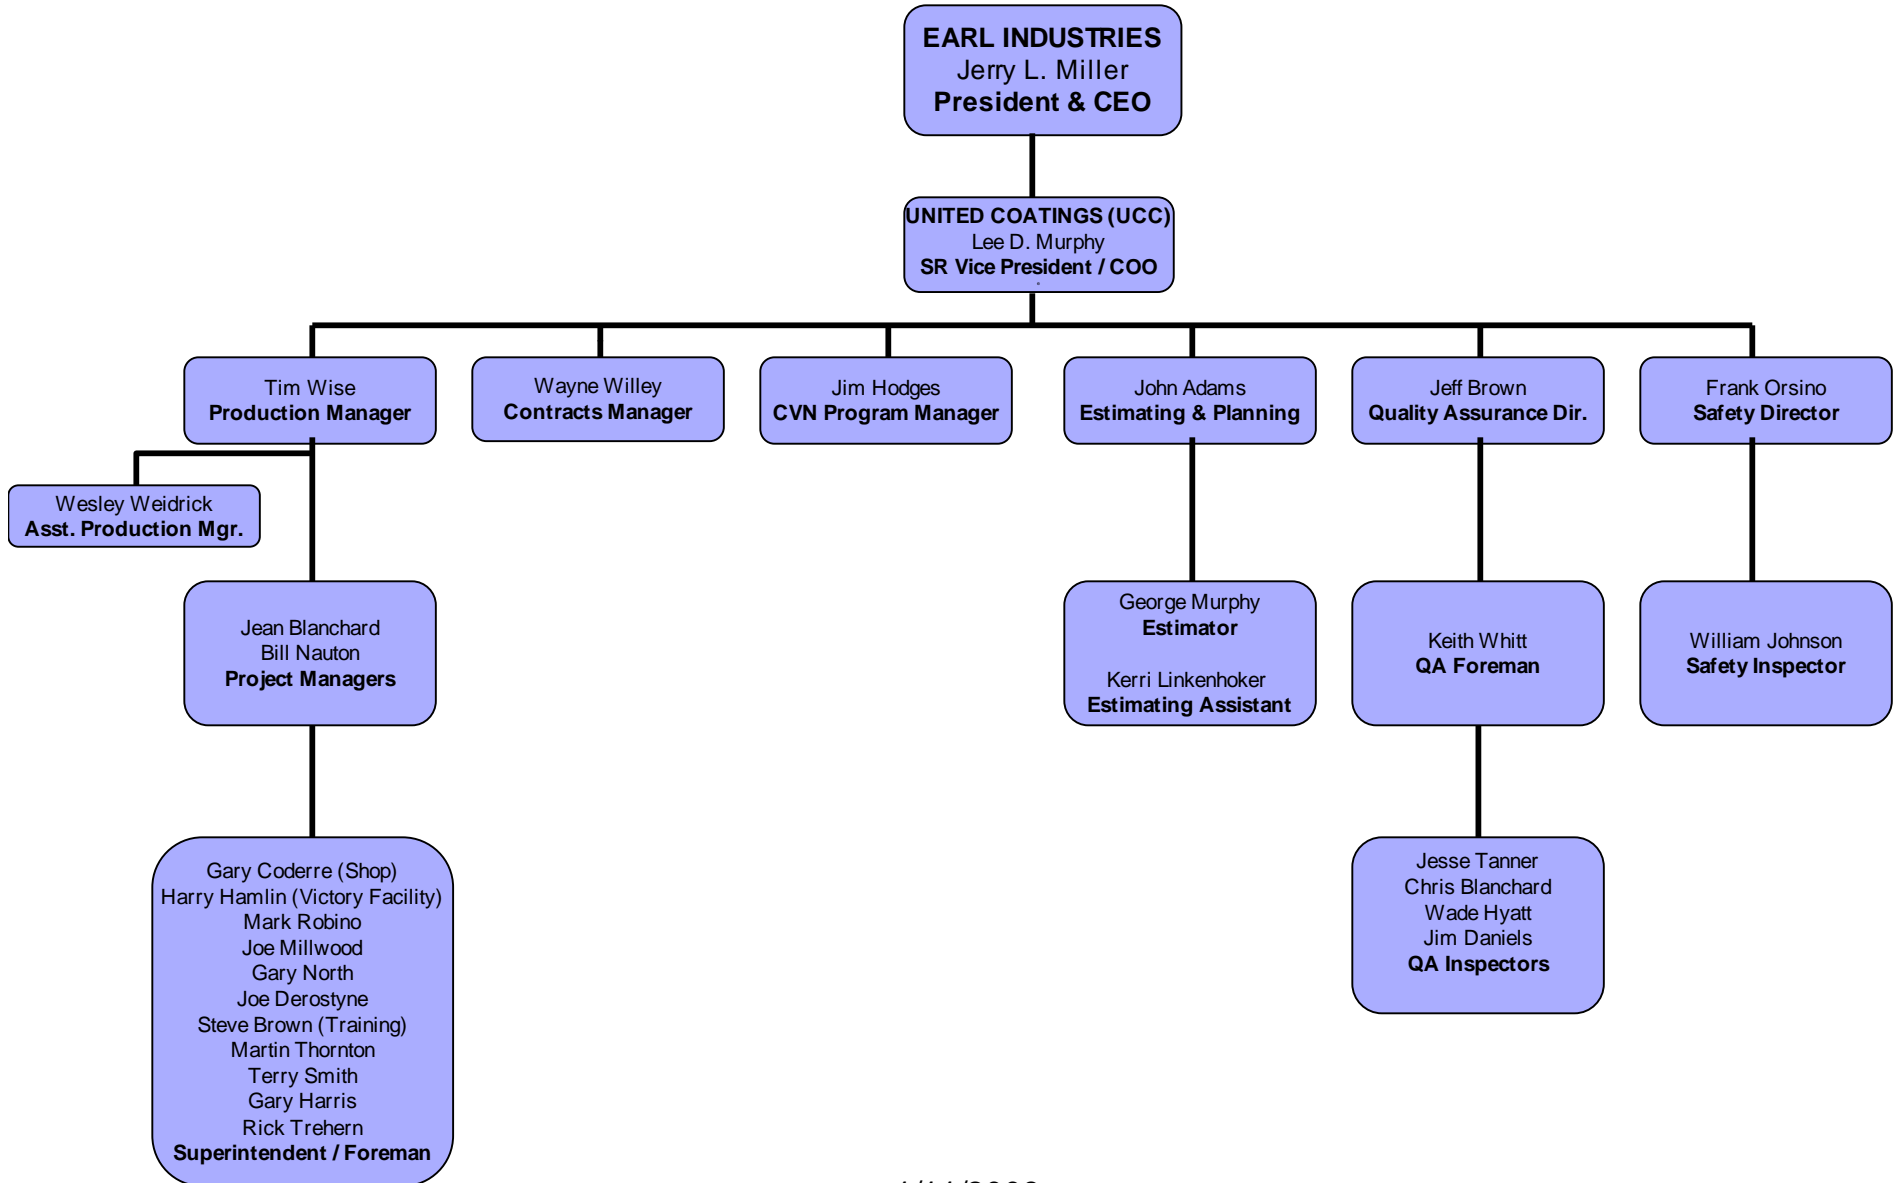 EARL INDUSTRIES
Jerry L. Miller
President & CEO
UNITED COATINGS (UCC)
Lee D. Murphy
SR Vice President / COO
Tim Wise
Production Manager
Wayne Willey
Contracts Manager
Jim Hodges
CVN Program Manager
John Adams
Estimating & Planning
Jeff Brown
Quality Assurance Dir.
Frank Orsino
Safety Director
Wesley Weidrick
Asst. Production Mgr.
Jean Blanchard
Bill Nauton
Project Managers
George Murphy
Estimator
Kerri Linkenhoker
Estimating Assistant
Keith Whitt
QA Foreman
William Johnson
Safety Inspector
Gary Coderre (Shop)
Harry Hamlin (Victory Facility)
Mark Robino
Joe Millwood
Gary North
Joe Derostyne
Steve Brown (Training)
Martin Thornton
Terry Smith
Gary Harris
Rick Trehern
Superintendent / Foreman
Jesse Tanner
Chris Blanchard
Wade Hyatt
Jim Daniels
QA Inspectors